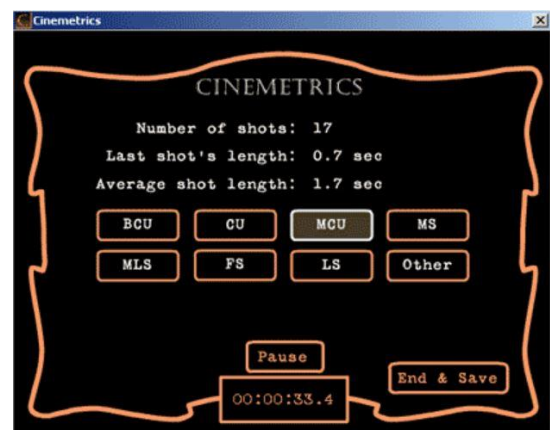 Cinemetrics
CINEMETRICS
Number of shots: 17
Last shot's length: 0.7 sec
Average shot length: 1.7 sec
BCU CU MCU MS
MLS FS LS Other
Pause
End & Save
00:00:33.4